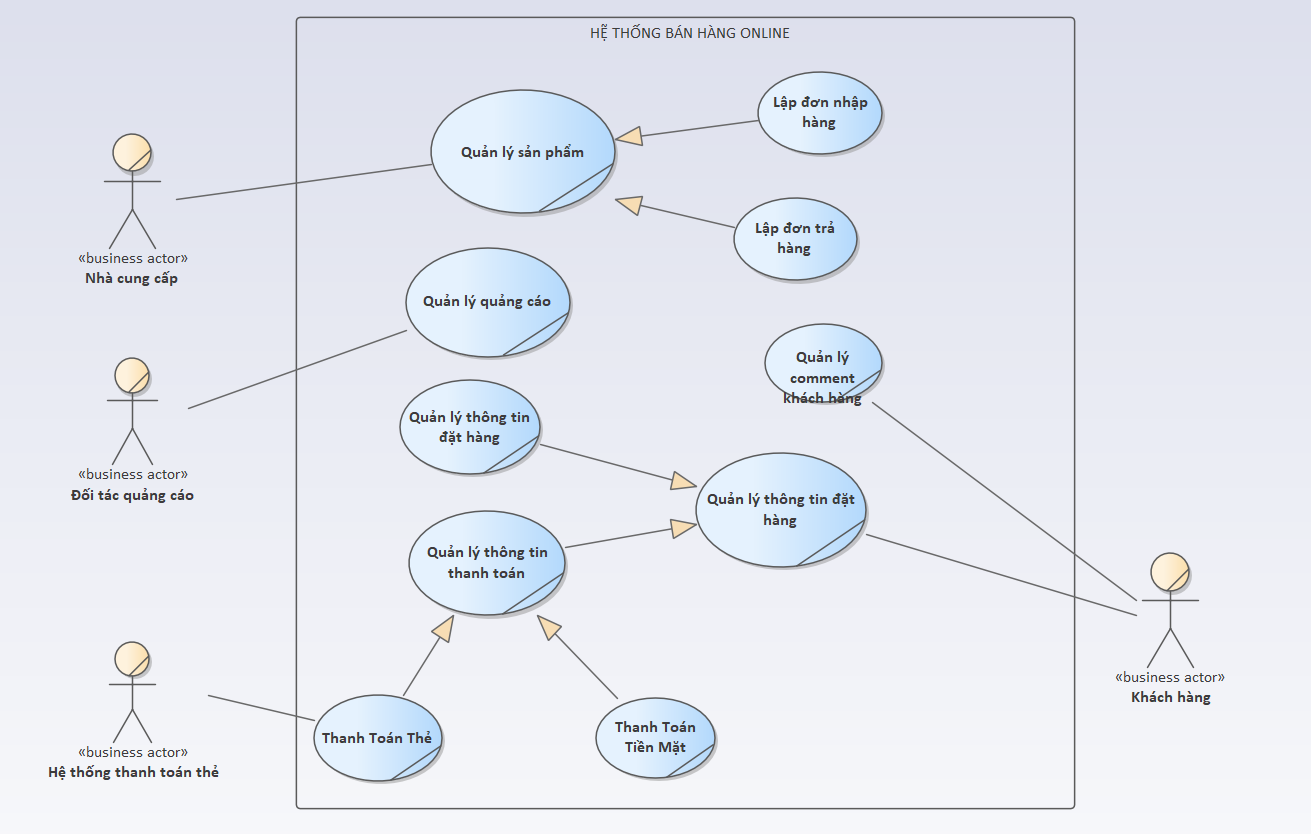 HỆ THỐNG BÁN HÀNG ONLINE
Lập đơn nhập
hàng
Quản lý sản phẩm
Lập đơn trả
hàng
«business actor»
Nhà cung cấp
Quản lý quảng cáo
Quản lý
comment
khách hàng
Quản lý thông tin
đặt hàng
«business actor»
Đối tác quảng cáo
Quản lý thông tin đặt
hàng
Quản lý thông tin
thanh toán
«business actor»
Khách hàng
Thanh Toán Thẻ
Thanh Toán
Tiền Mặt
«business actor»
Hệ thống thanh toán thẻ